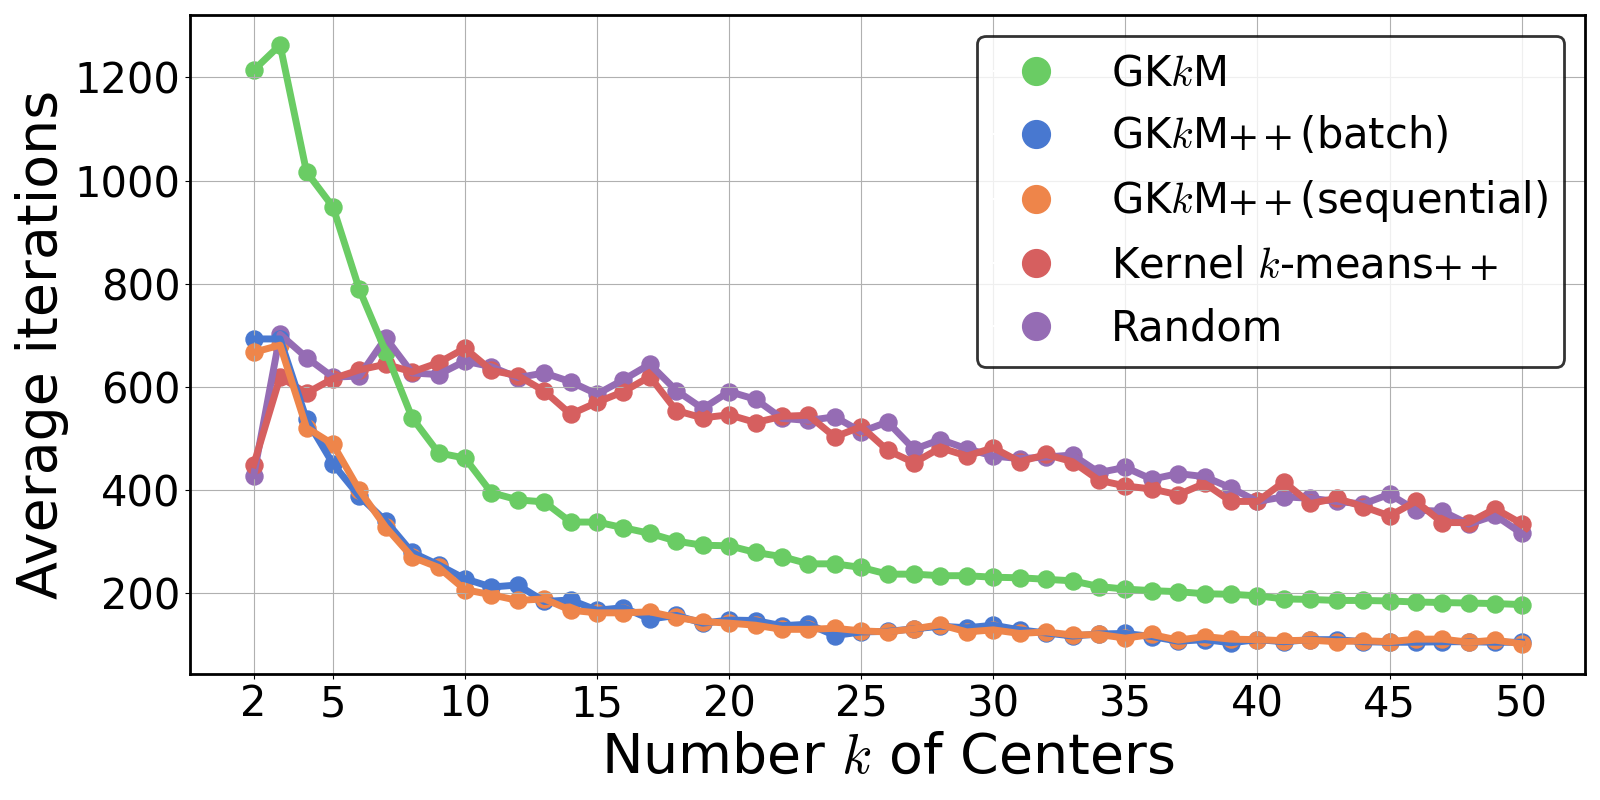 Average iterations
1200
1000
800
600
400
200
GKkM
GKkM++(batch)
GKkM++(sequential)
Kernel k-means++
Random
2 5 10 15 20 25 30 35 40 45 50
Number k of Centers